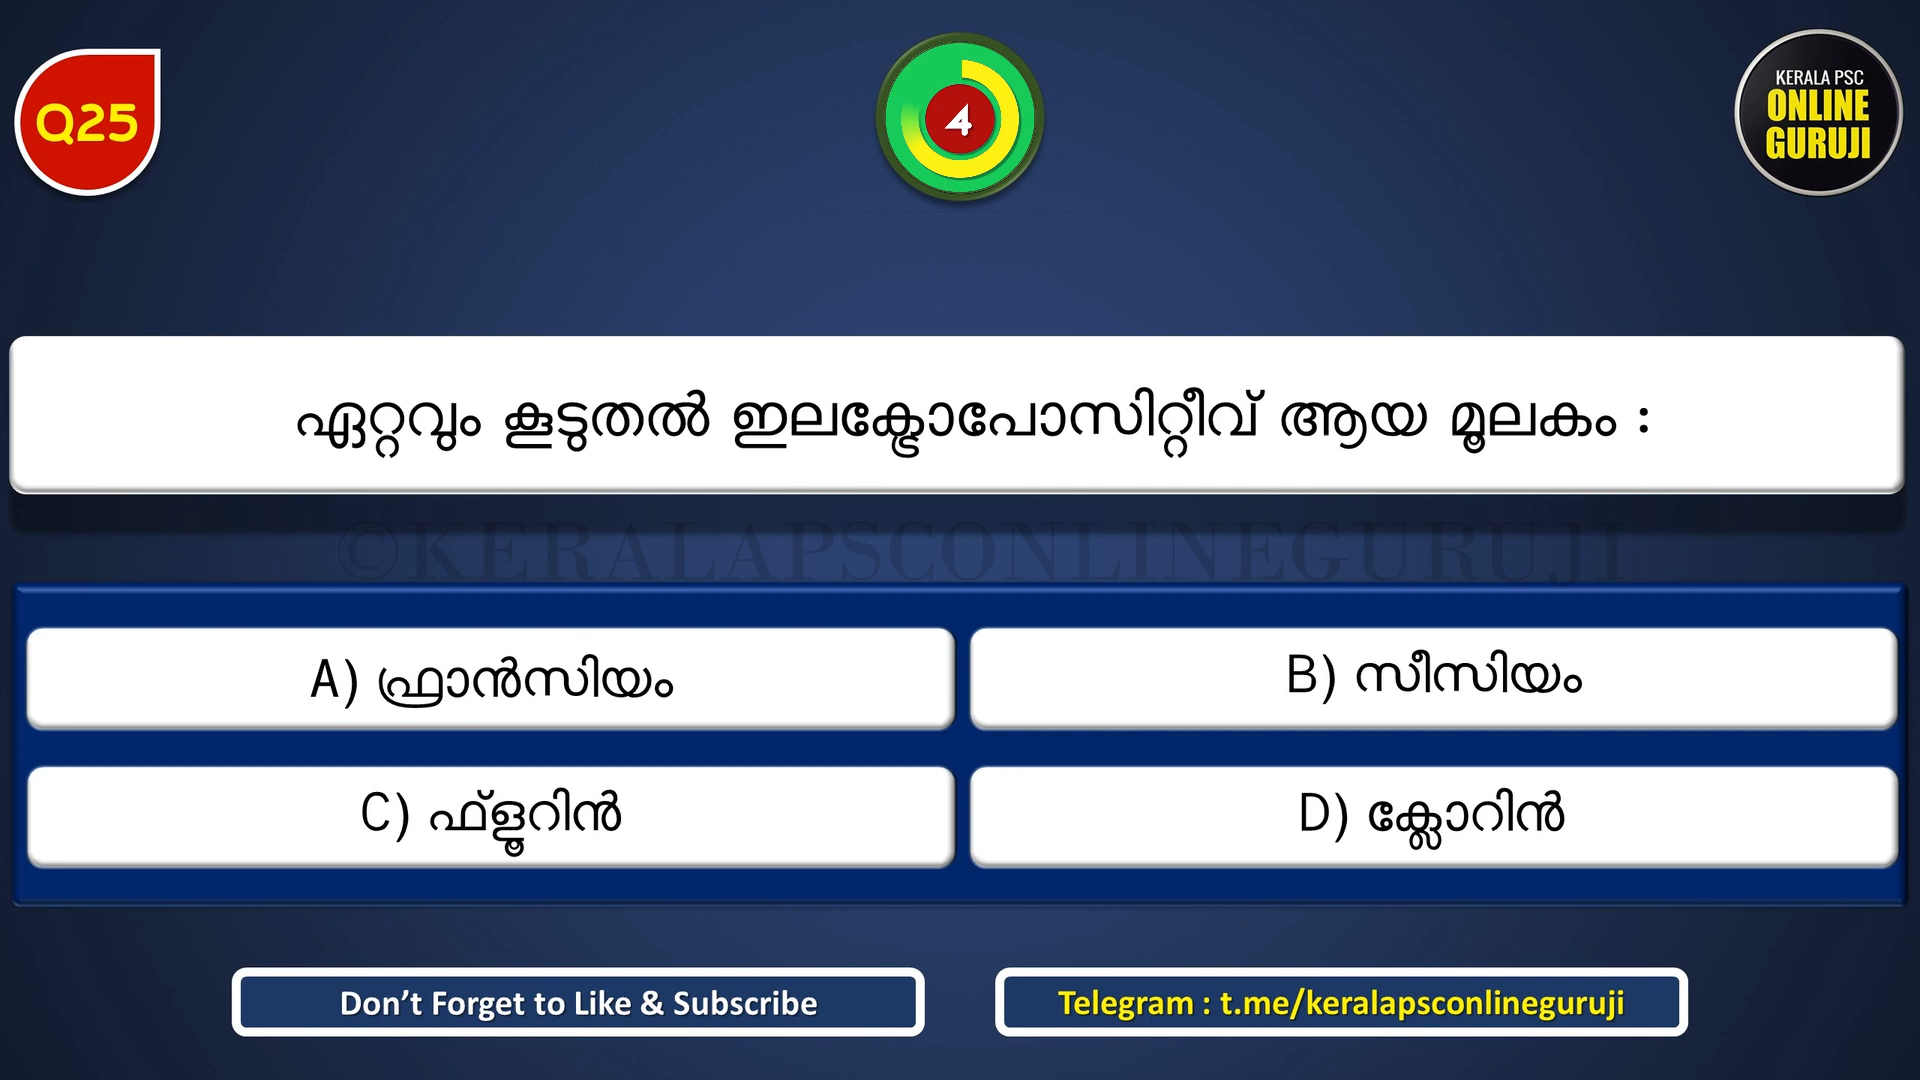 Q25
4
KERALA PSC
ONLINE
GURUJI
ഏറ്റവും കൂടുതൽ ഇലക്ട്രോപോസിറ്റീവ് ആയ മൂലകം :
©KERALAPSCONLINEGURUJI
A) ഫ്രാൻസിയം
B) സീസിയം
C) ഫ്ളൂറിൻ
D) ക്ലോറിൻ
Don’t Forget to Like & Subscribe
Telegram : t.me/keralapsconlineguruji